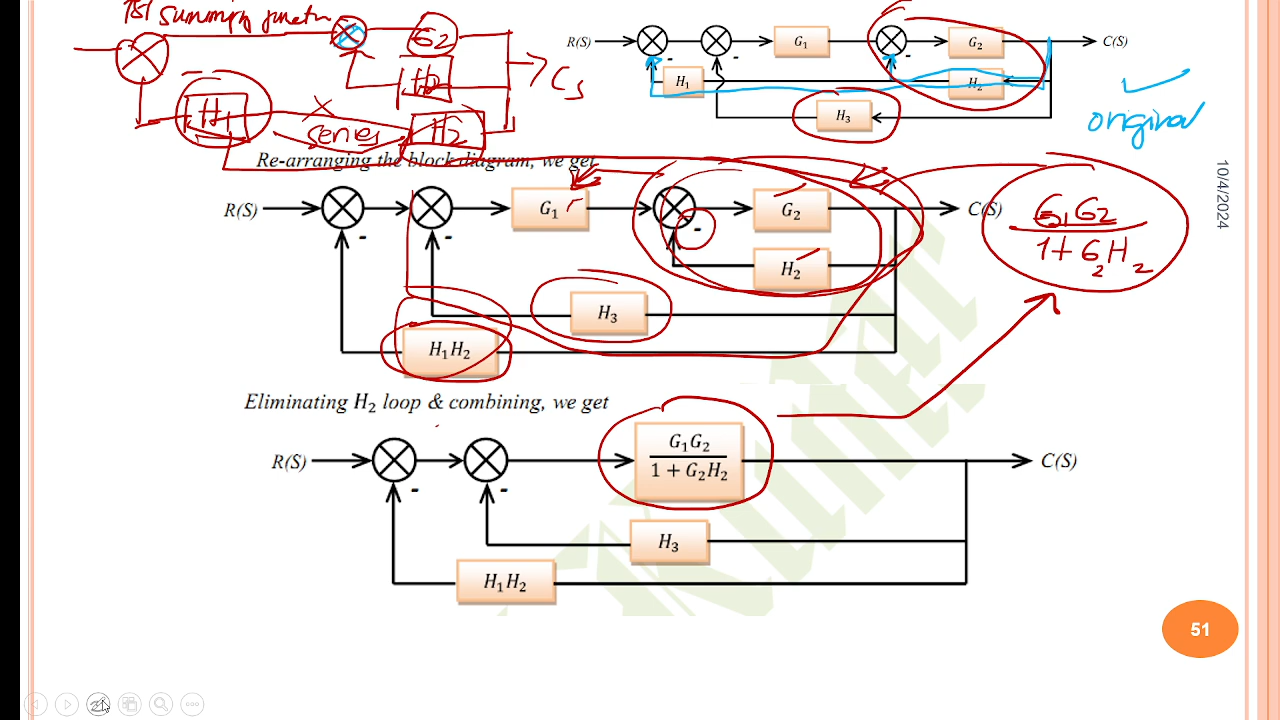 1st summing junction
G2
H2
H1
series
H2
CS
R(S)
-
-
G1
-
G2
C(S)
H1
H2
H3
original
10/4/2024
Re-arranging the block diagram, we get
R(S)
-
-
G1
-
G2
C(S)
H2
H3
H1H2
G1G2
1+G2H2
Eliminating H2 loop & combining, we get
R(S)
-
-
G1G2
1 + G2H2
C(S)
H3
H1H2
51